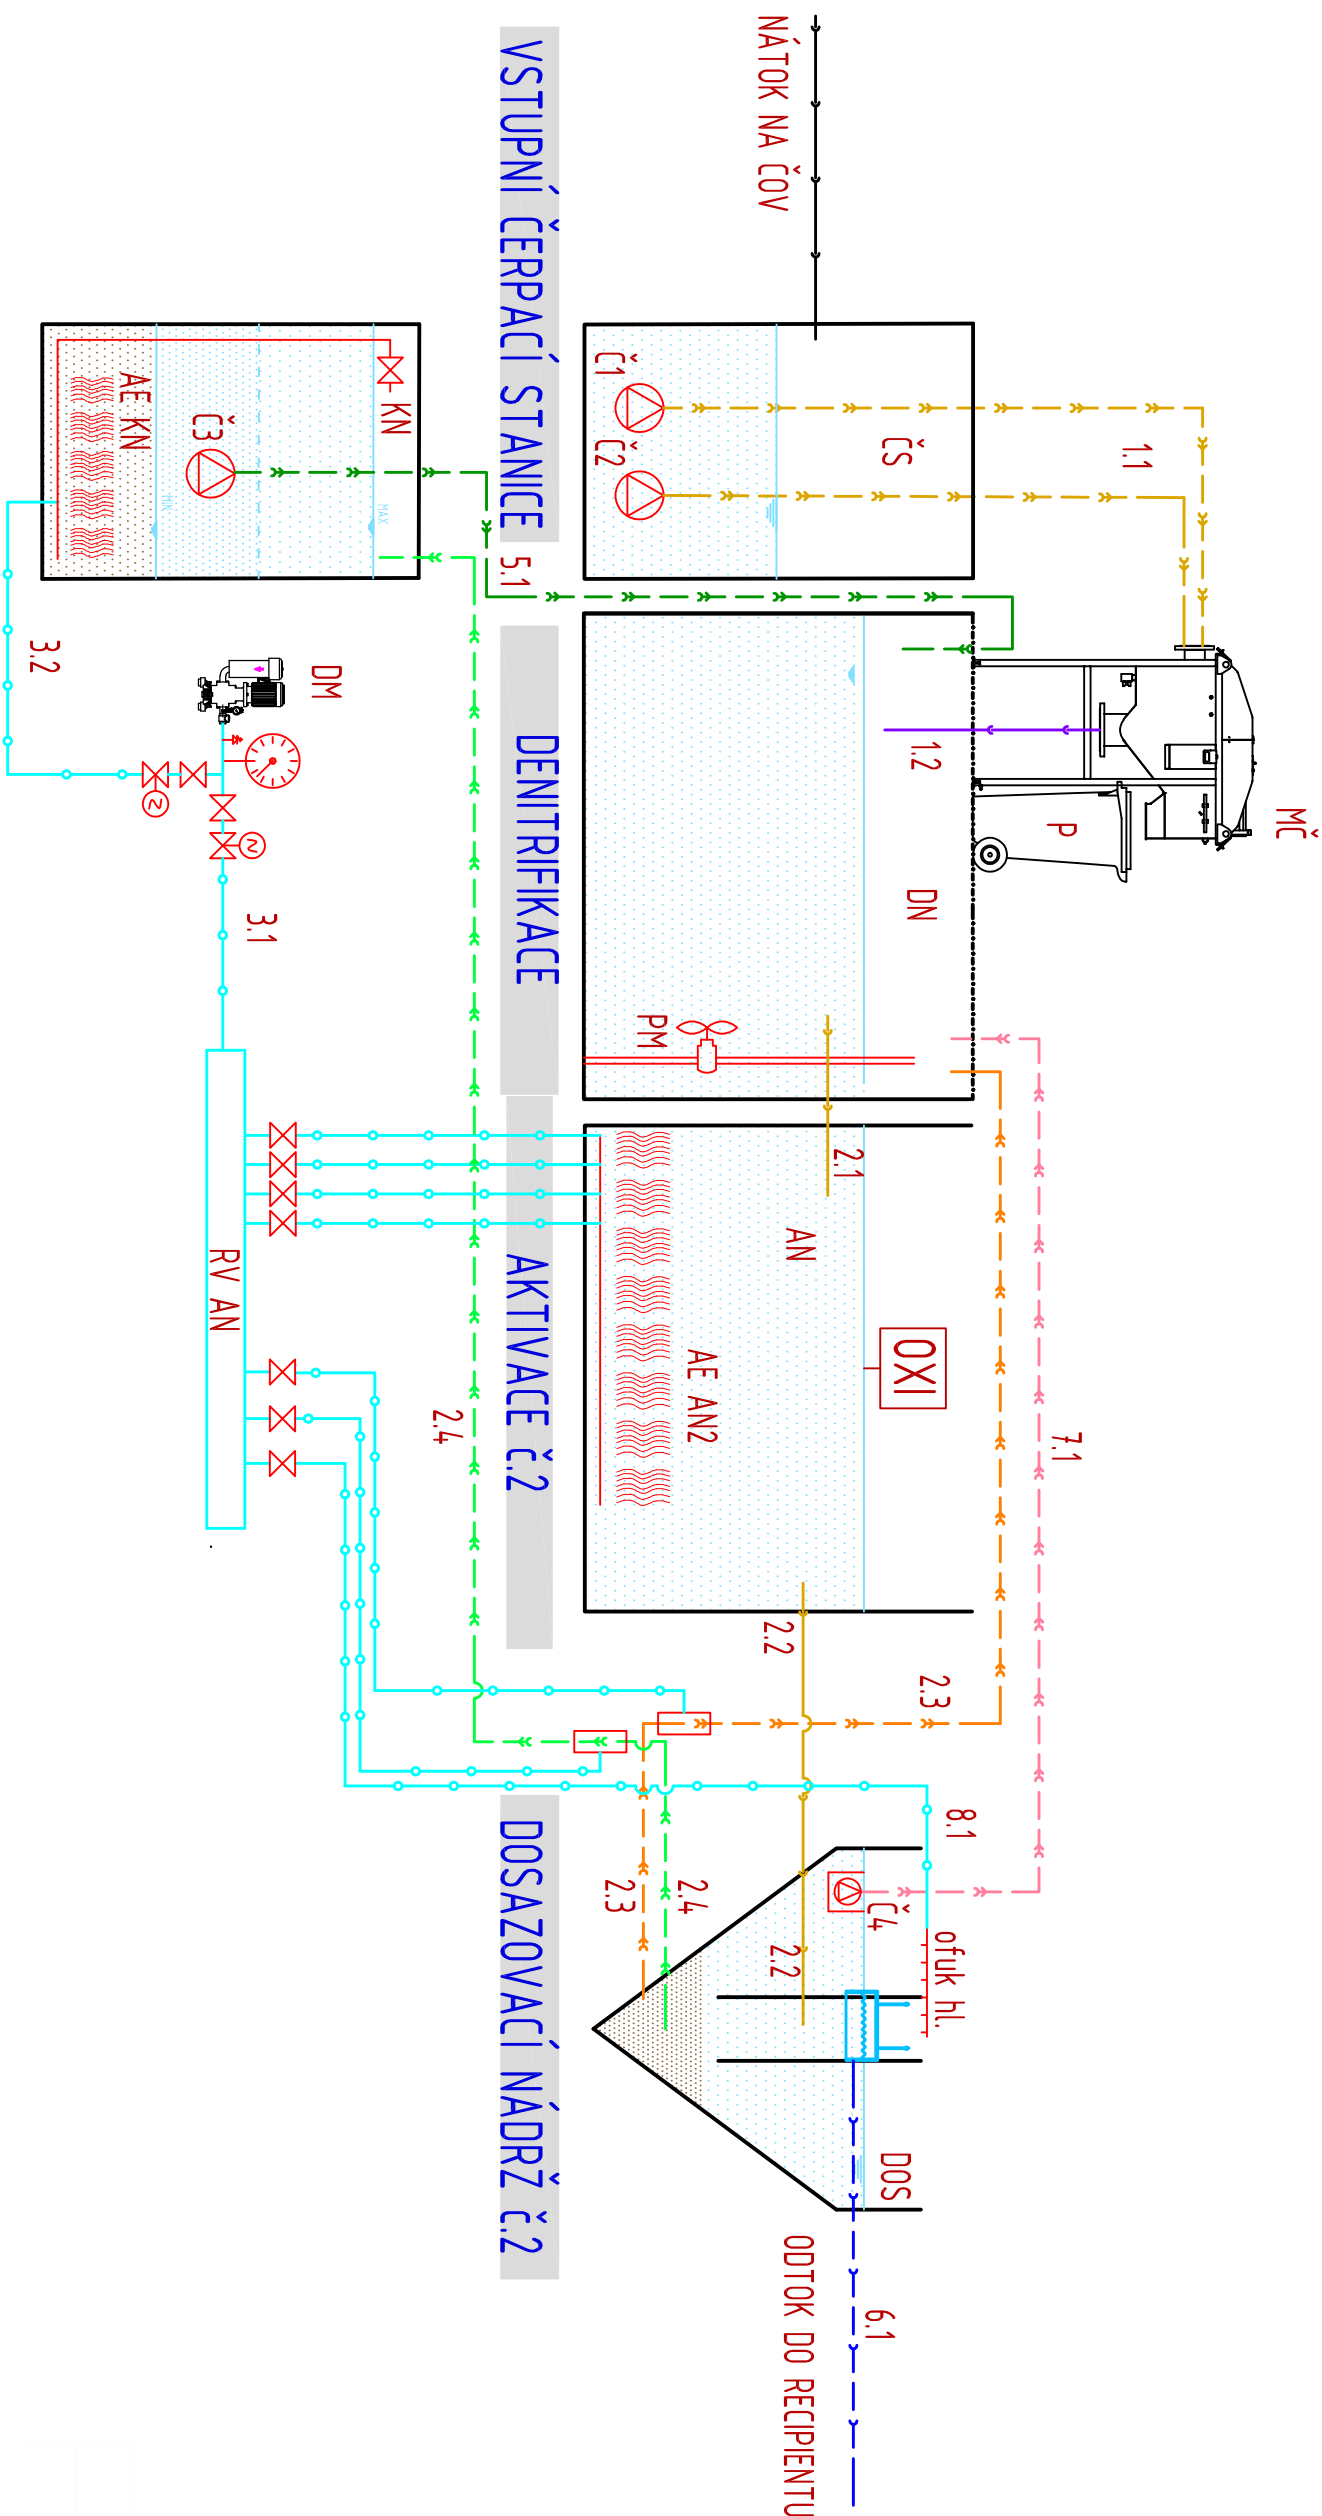 NÁTOK NA ČOV
ČS
Č1
Č2
1.1
MČ
P
1.2
DN
PM
2.1
AN
OXI
AE AN2
7.1
2.2
2.3
8.1
Č4
ofuk hl.
2.2
2.4
2.3
DOS
6.1
ODTOK DO RECIPIENTU
VSTUPNÍ ČERPACÍ STANICE
DENITRIFIKACE
AKTIVACE č.2
DOSAZOVACÍ NÁDRŽ č.2
5.1
KN
MAX
Č3
MIN
AE KN
3.2
DM
3.1
RV AN
2.4